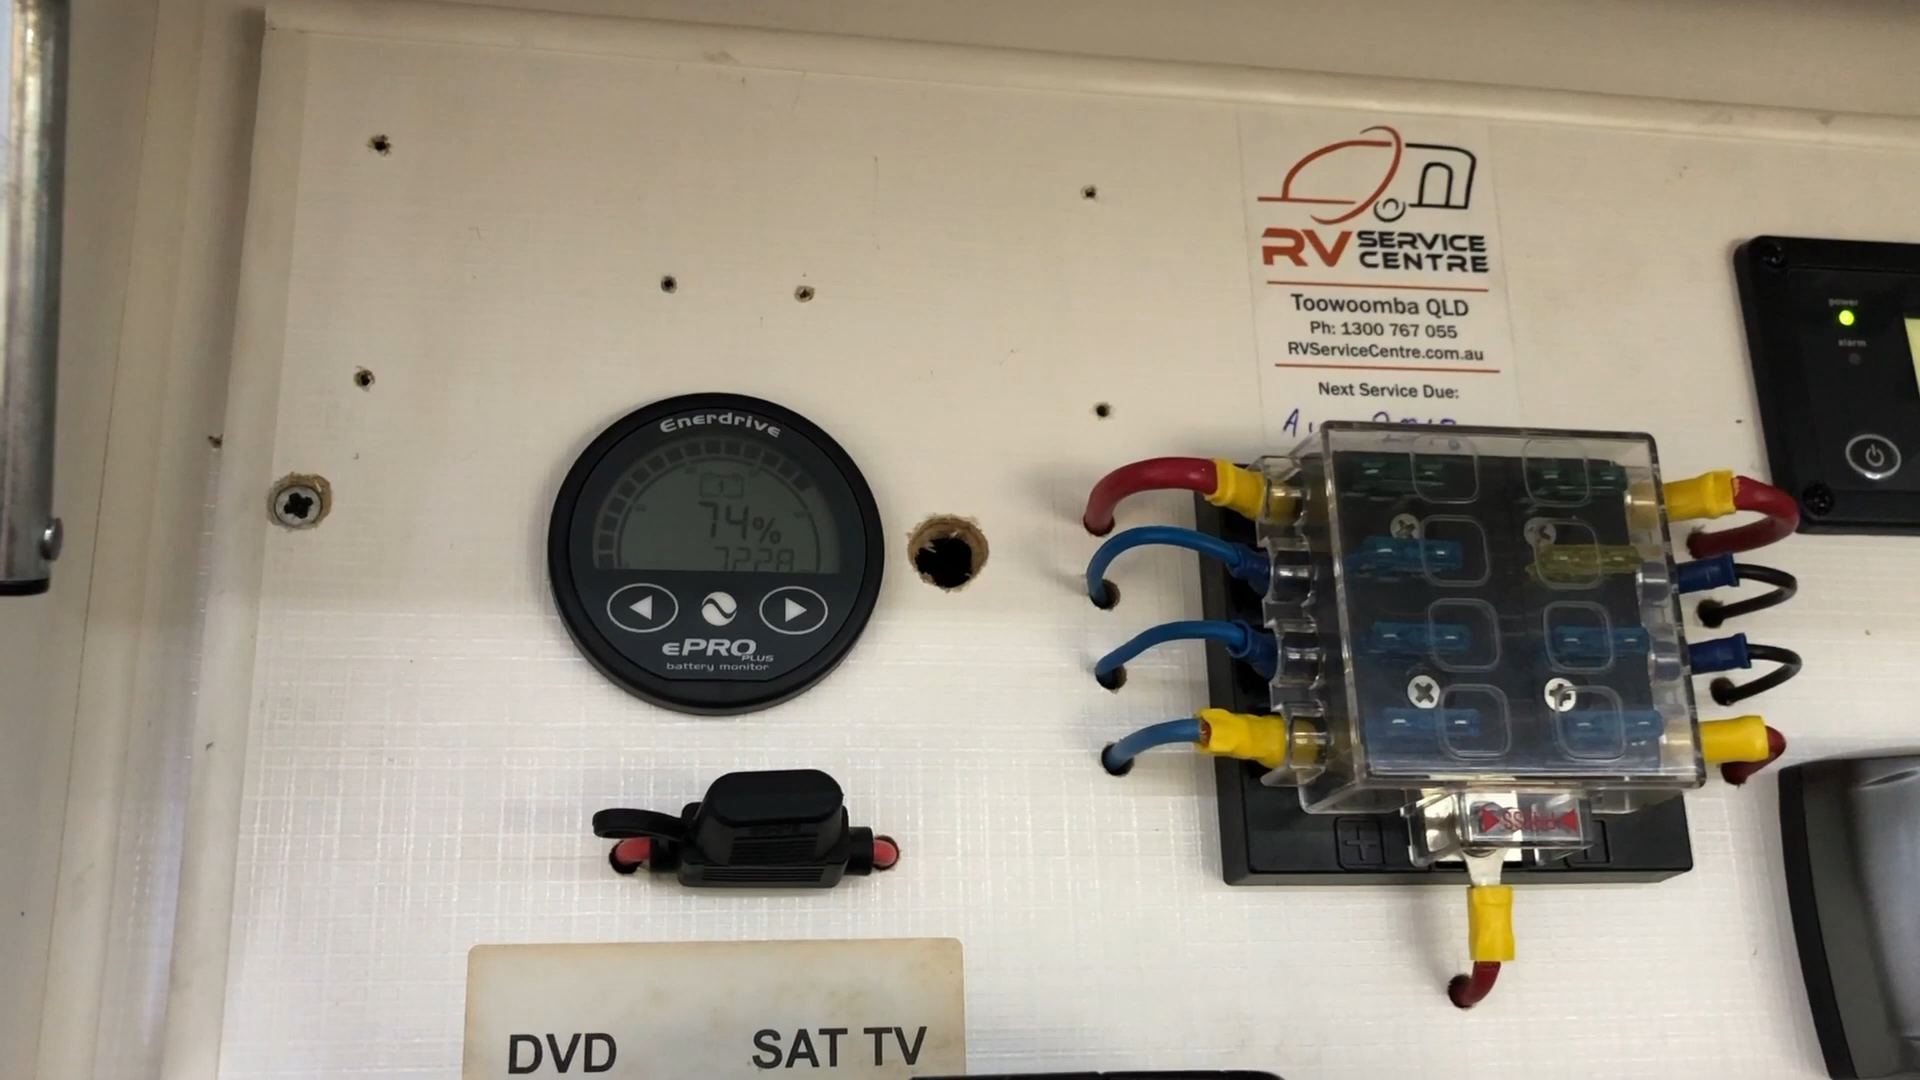 RV SERVICE CENTRE
Toowoomba QLD
Ph: 1300 767 055
RVServiceCentre.com.au
Next Service Due:
power
alarm
Enerdrive
74%
ePRO PLUS
battery monitor
DVD SAT TV